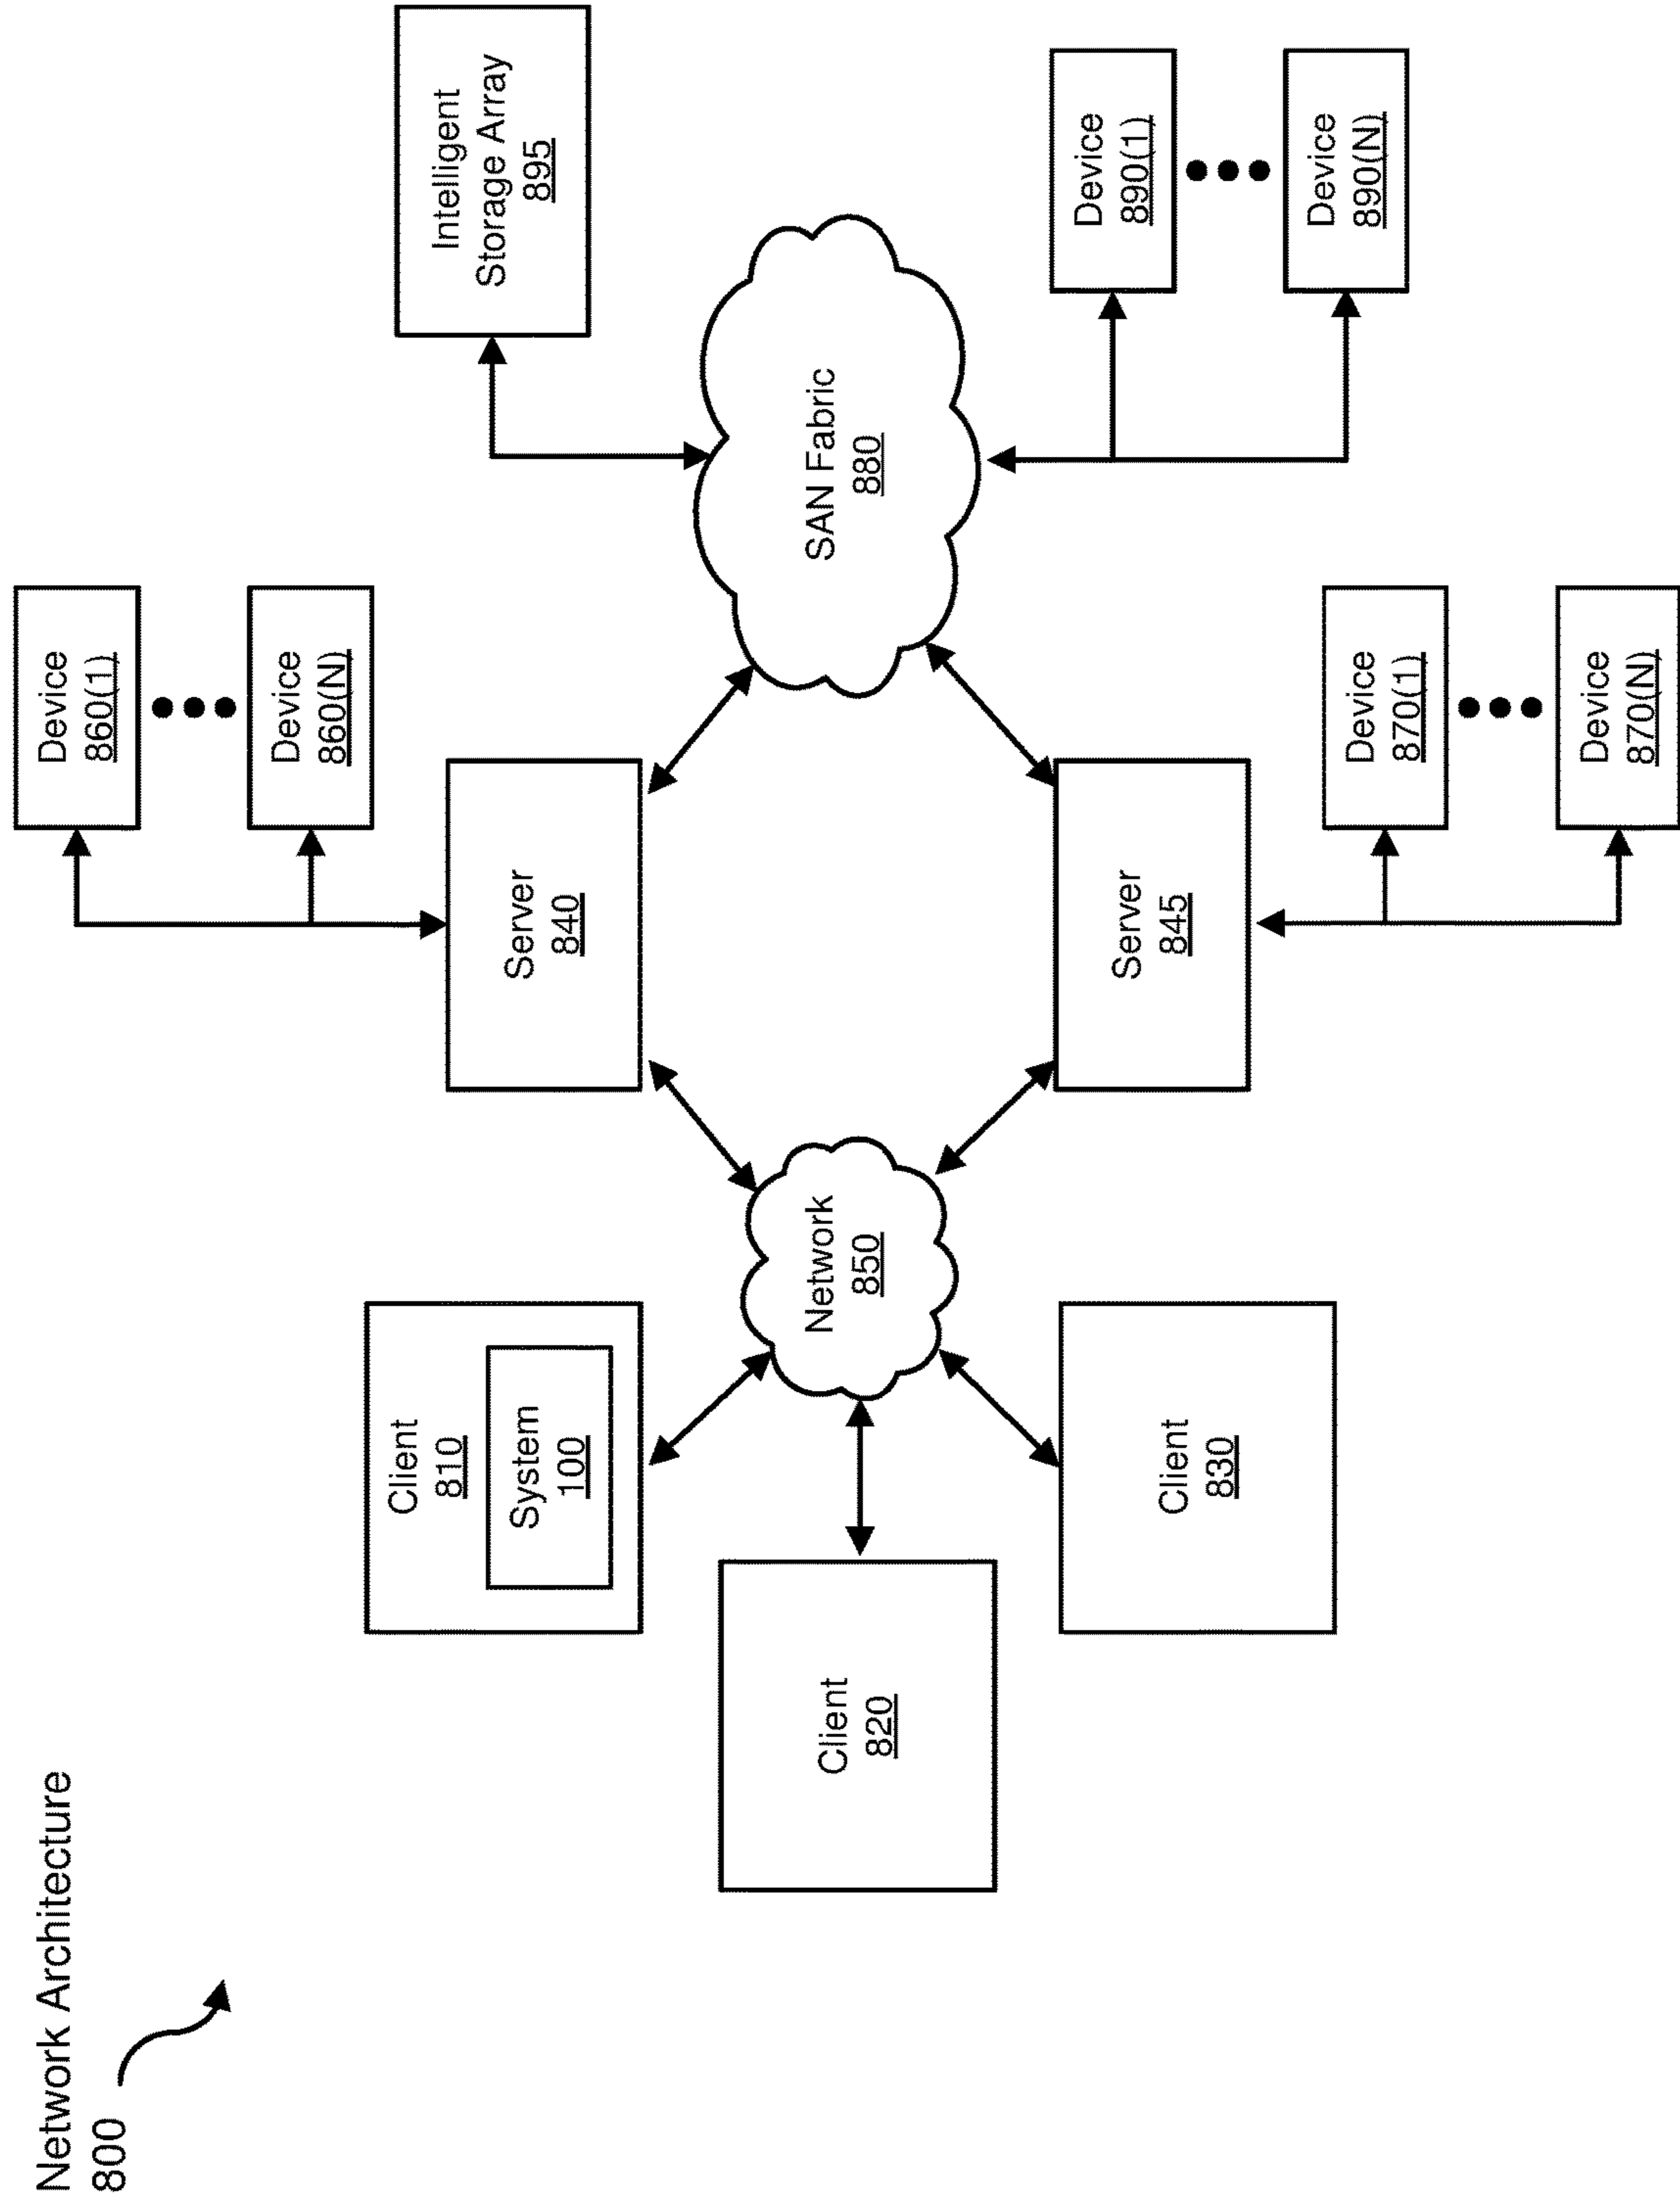 Network Architecture
800
Client
810
System
100
Client
820
Client
830
Network
850
Server
840
Server
845
Device
860(1)
Device
860(N)
Device
870(1)
Device
870(N)
SAN Fabric
880
Intelligent
Storage Array
895
Device
890(1)
Device
890(N)